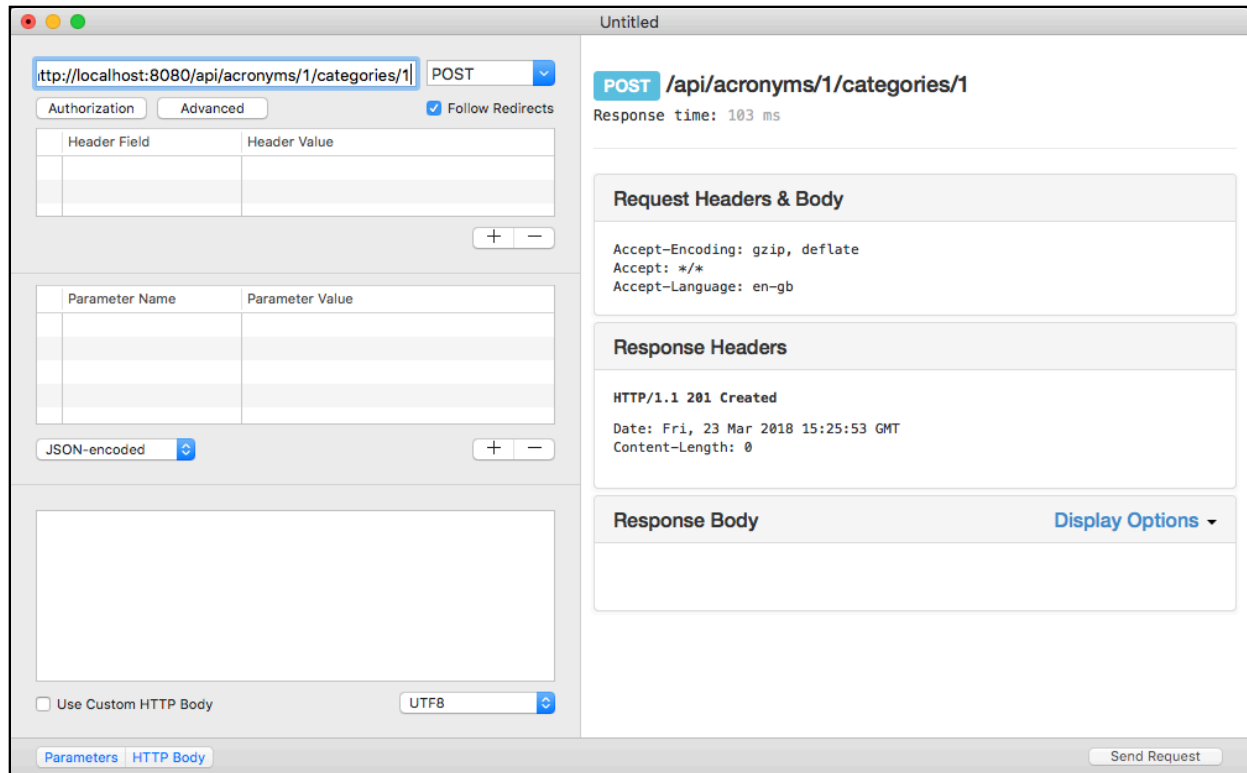 Untitled
ttp://localhost:8080/api/acronyms/1/categories/1
POST
Authorization
Advanced
Follow Redirects
Header Field
Header Value
+
−
Parameter Name
Parameter Value
JSON-encoded
+
−
Use Custom HTTP Body
UTF8
Parameters
HTTP Body
POST /api/acronyms/1/categories/1
Response time: 103 ms
Request Headers & Body
Accept-Encoding: gzip, deflate
Accept: */*
Accept-Language: en-gb
Response Headers
HTTP/1.1 201 Created
Date: Fri, 23 Mar 2018 15:25:53 GMT
Content-Length: 0
Response Body
Display Options
Send Request